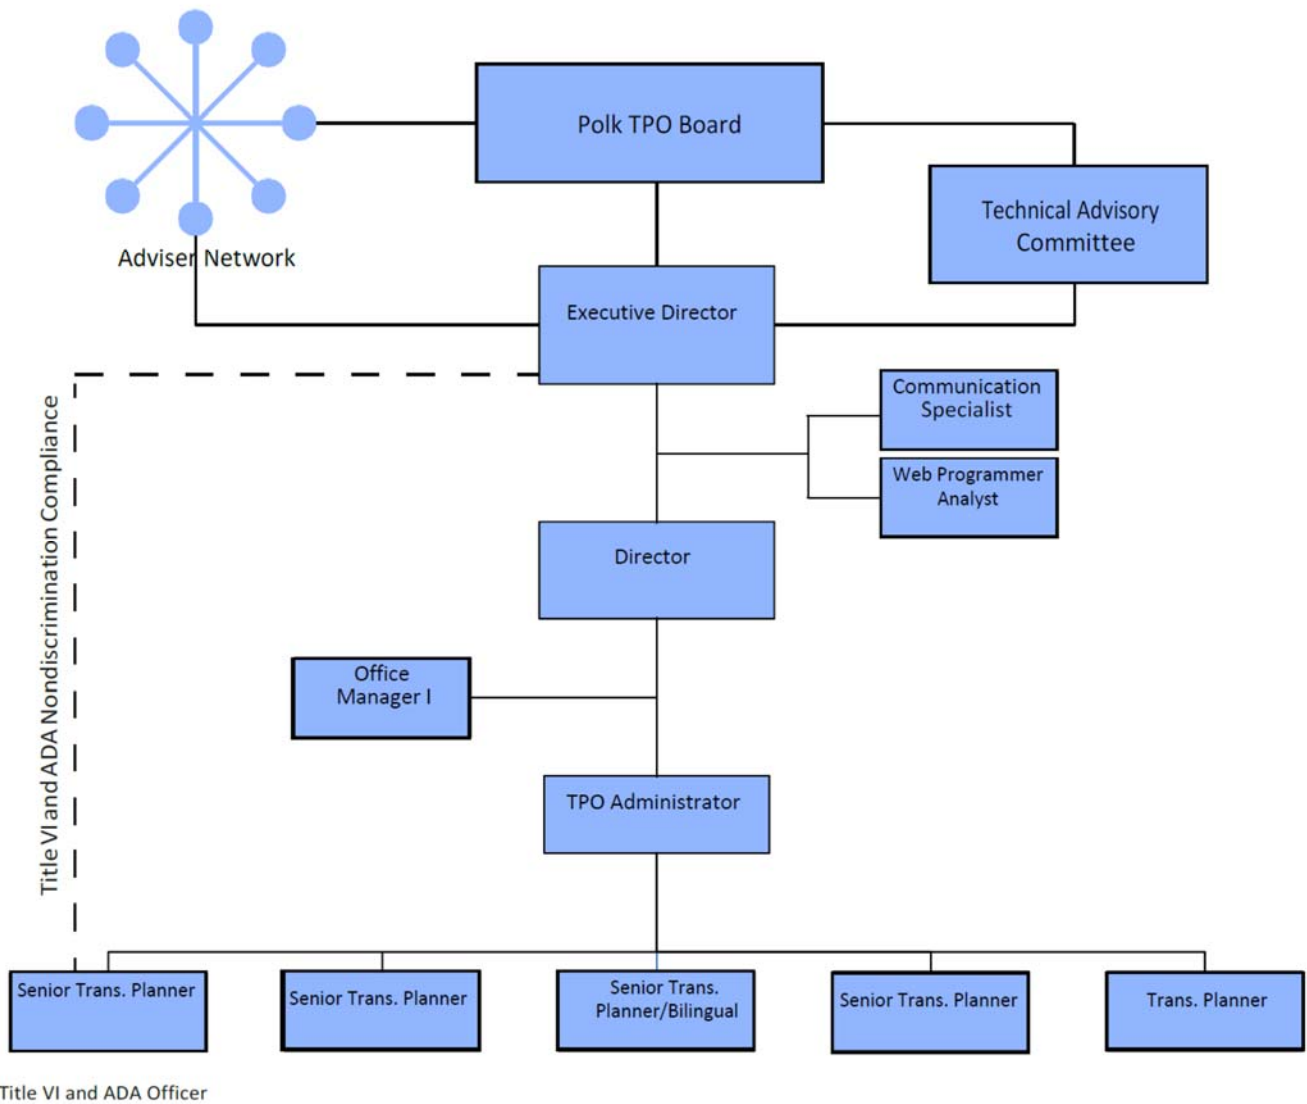 Polk TPO Board
Technical Advisory
Committee
Adviser Network
Executive Director
Communication
Specialist
Web Programmer
Analyst
Title VI and ADA Nondiscrimination Compliance
Director
Office
Manager I
TPO Administrator
Senior Trans. Planner
Senior Trans. Planner
Senior Trans.
Planner/Bilingual
Senior Trans. Planner
Trans. Planner
Title VI and ADA Officer